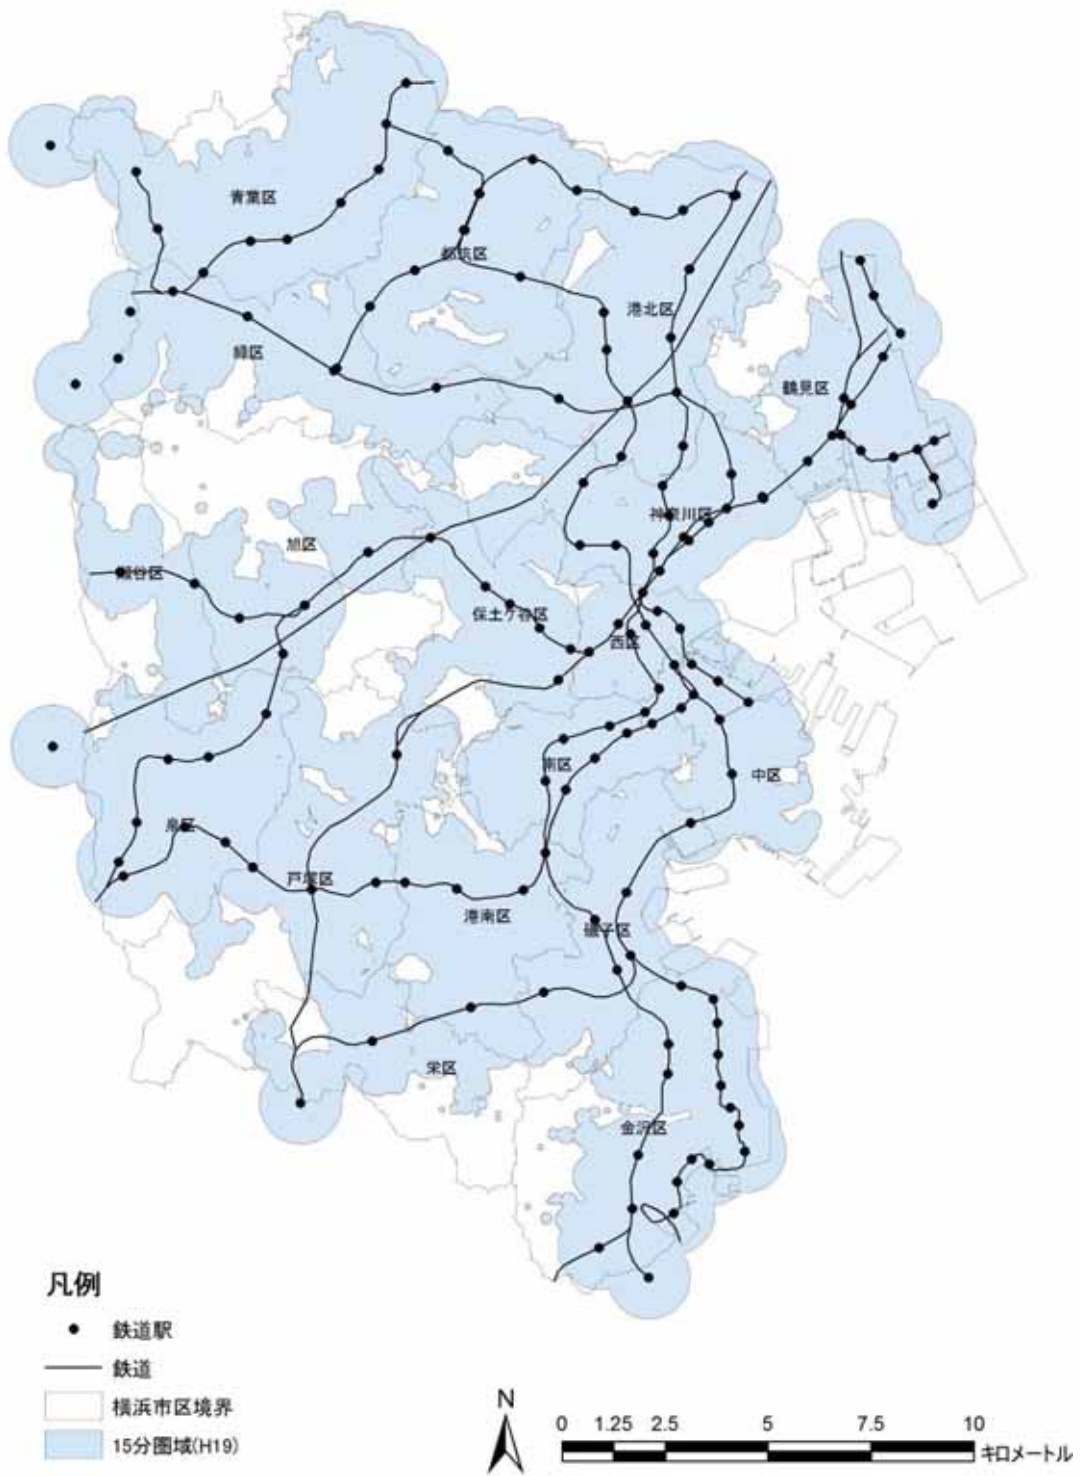 青葉区
都筑区
港北区
緑区
鶴見区
神奈川区
旭区
瀬谷区
保土ケ谷区
西区
南区
中区
泉区
戸塚区
港南区
磯子区
栄区
金沢区
凡例
鉄道駅
鉄道
横浜市区境界
15分圏域(H19)
N
0 1.25 2.5 5 7.5 10
キロメートル